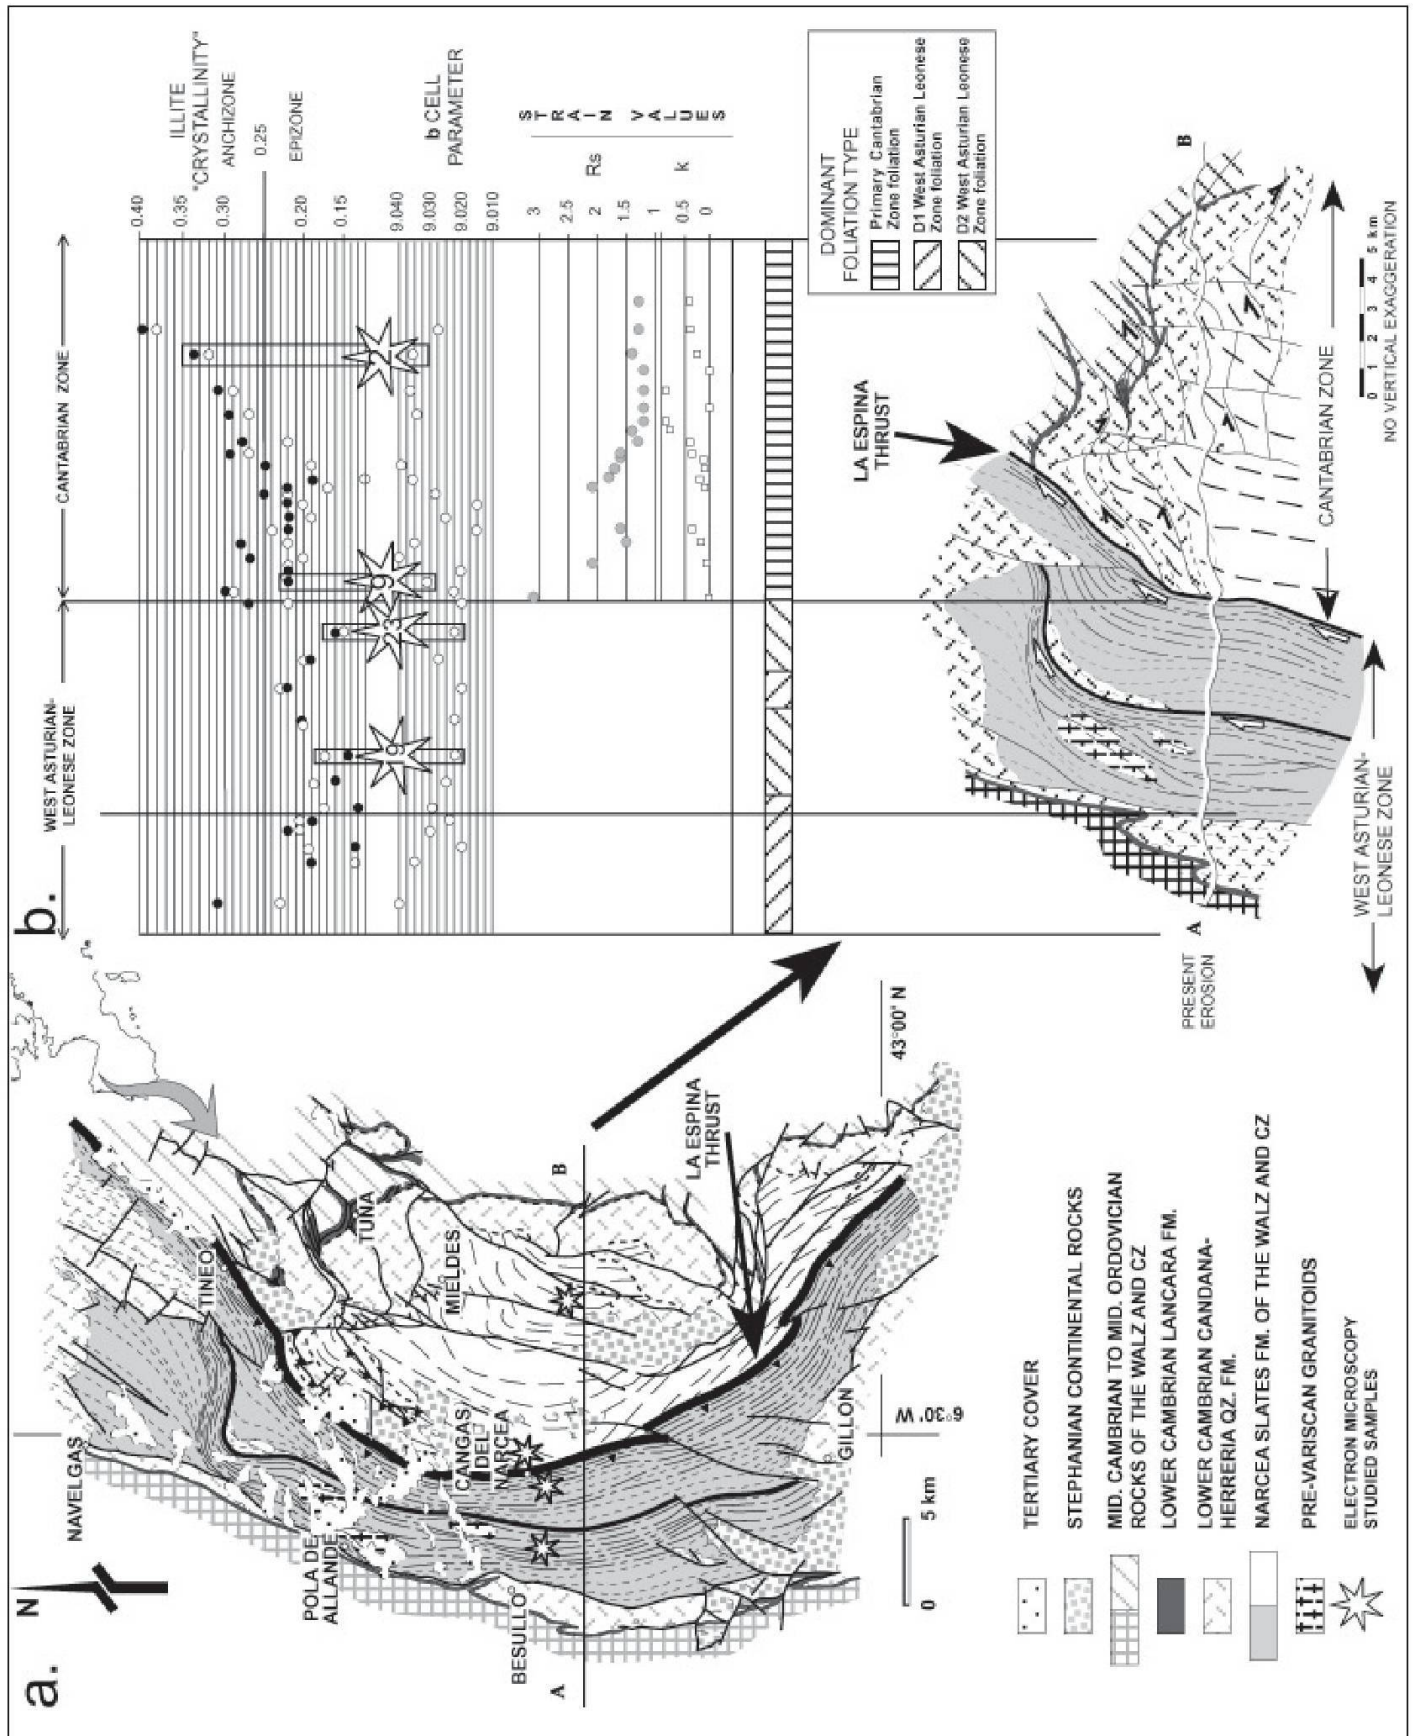 a.
N
NAVELGAS
TINEO
TUNA
POLA DE
ALLANDE
MIELDES
CANGAS
DEL
NARCEA
BESULLO
A
B
LA ESPINA
THRUST
GILLON
6°30' W
43°00' N
0
5 km
TERTIARY COVER
STEPHANIAN CONTINENTAL ROCKS
MID. CAMBRIAN TO MID. ORDOVICIAN
ROCKS OF THE WALZ AND CZ
LOWER CAMBRIAN LANCARA FM.
LOWER CAMBRIAN CANDANA-
HERRERIA QZ. FM.
NARCEA SLATES FM. OF THE WALZ AND CZ
PRE-VARISCAN GRANITOIDS
ELECTRON MICROSCOPY
STUDIED SAMPLES
b.
WEST ASTURIAN-
LEONESE ZONE
CANTABRIAN ZONE
ILLITE
"CRYSTALLINITY"
ANCHIZONE
0.25
EPIZONE
0.40
0.35
0.30
0.20
0.15
b CELL
PARAMETER
9.040
9.030
9.020
9.010
STRAIN VALUES
Rs
k
3
2.5
2
1.5
1
0.5
0
DOMINANT
FOLIATION TYPE
Primary Cantabrian
Zone foliation
D1 West Asturian Leonese
Zone foliation
D2 West Asturian Leonese
Zone foliation
LA ESPINA
THRUST
A
B
PRESENT
EROSION
WEST ASTURIAN-
LEONESE ZONE
CANTABRIAN ZONE
0 1 2 3 4 5 km
NO VERTICAL EXAGGERATION